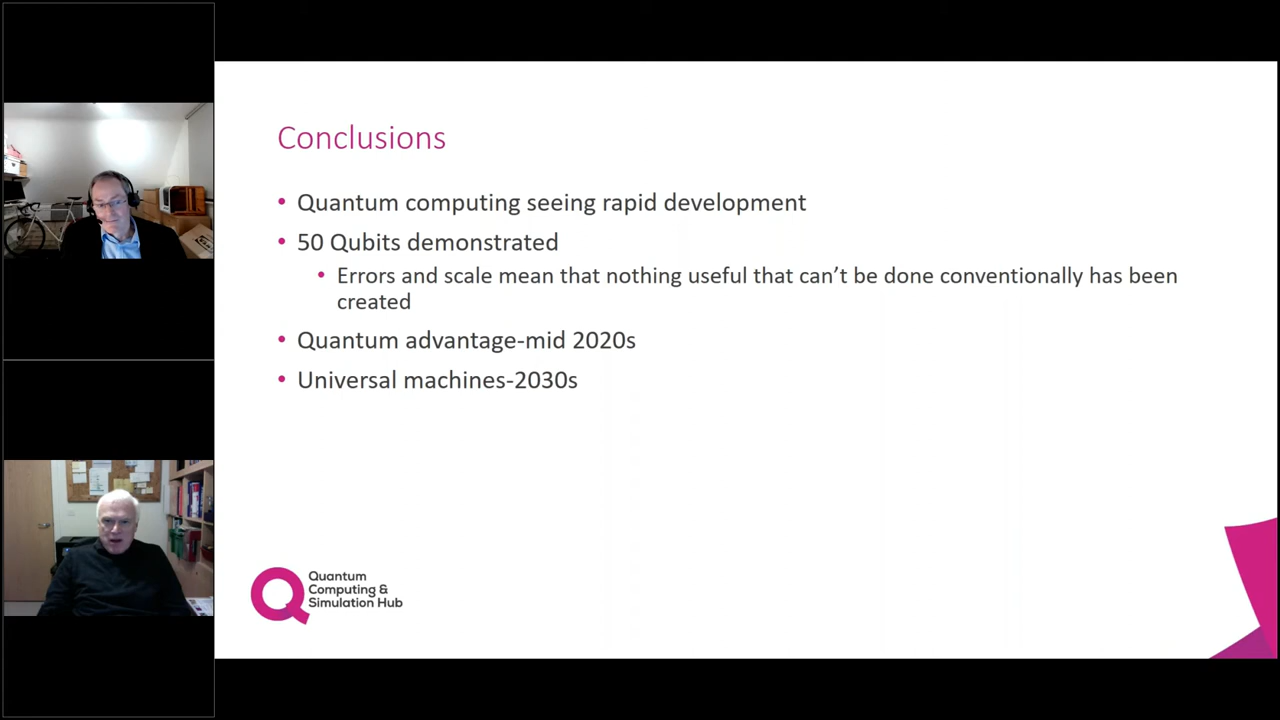 Conclusions
• Quantum computing seeing rapid development
• 50 Qubits demonstrated
• Errors and scale mean that nothing useful that can’t be done conventionally has been
created
• Quantum advantage-mid 2020s
• Universal machines-2030s
Quantum
Computing &
Simulation Hub